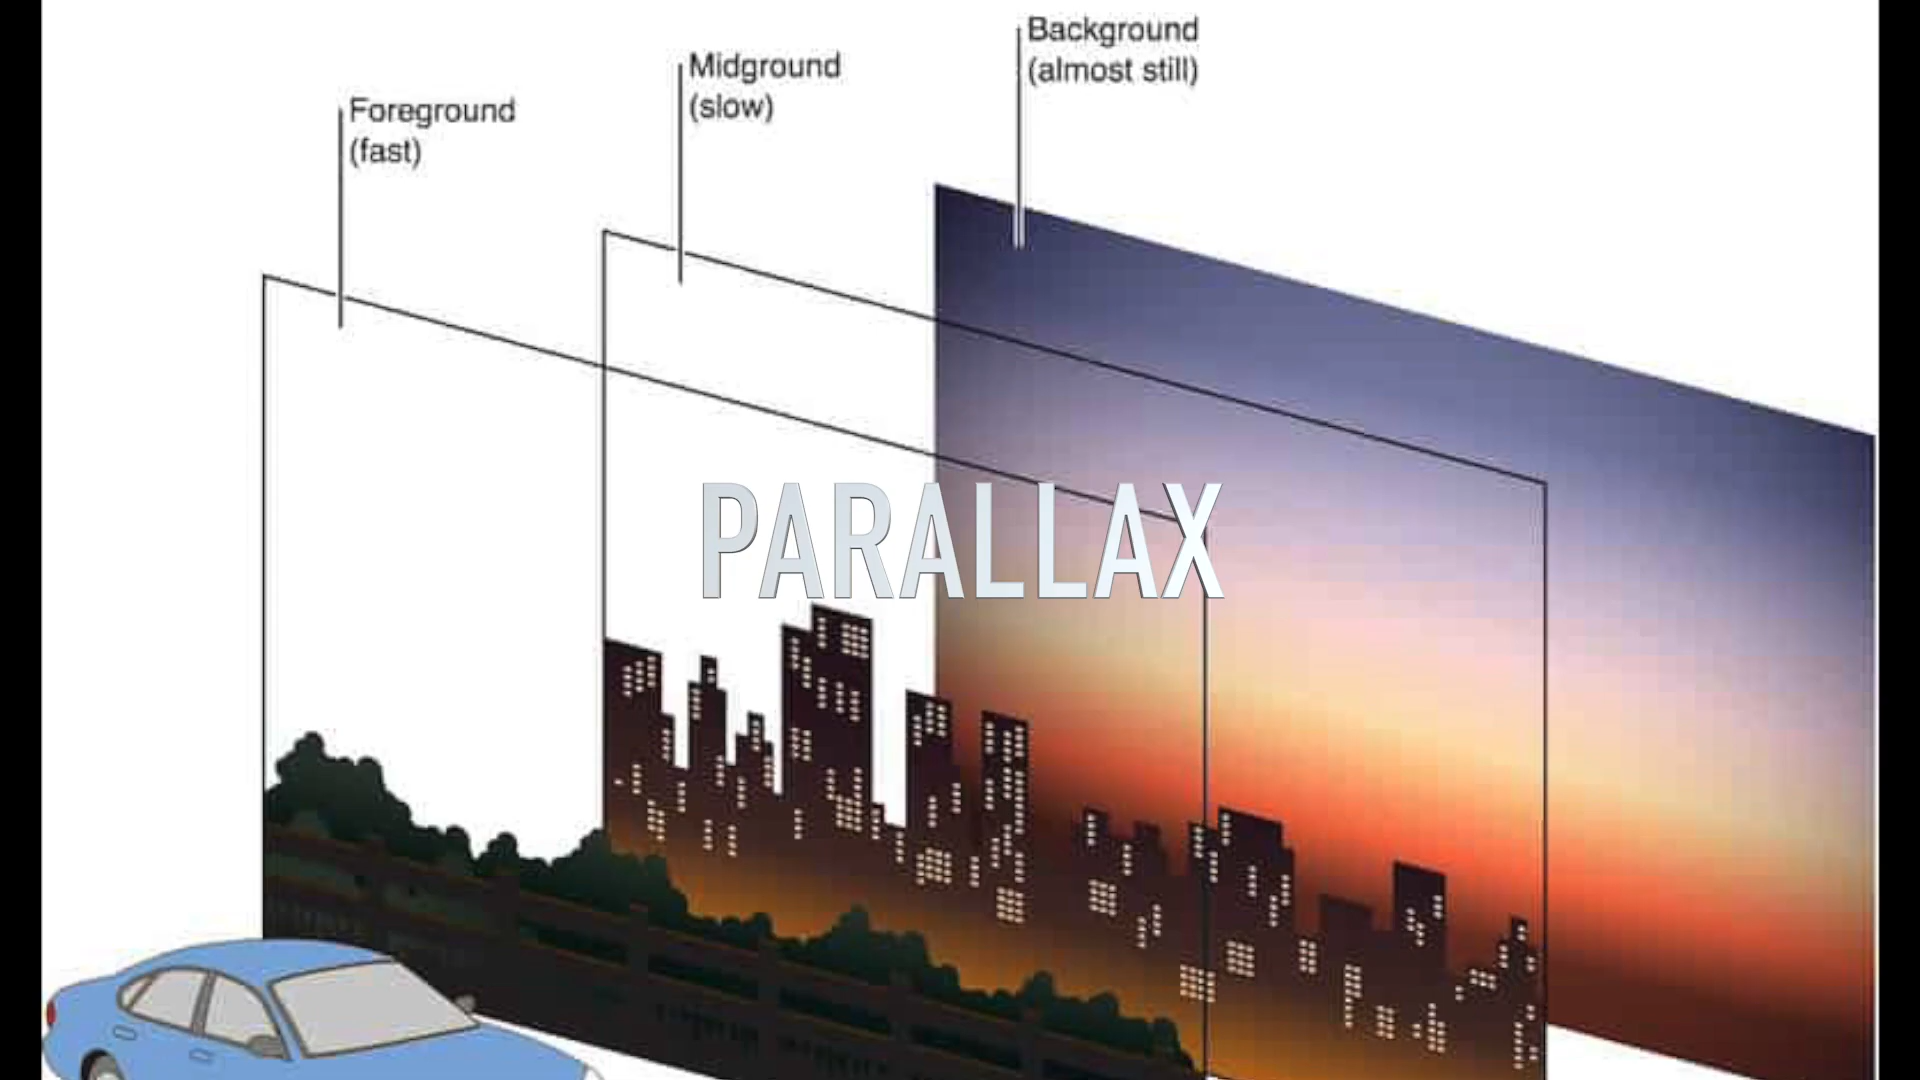 Background
(almost still)
Midground
(slow)
Foreground
(fast)
PARALLAX